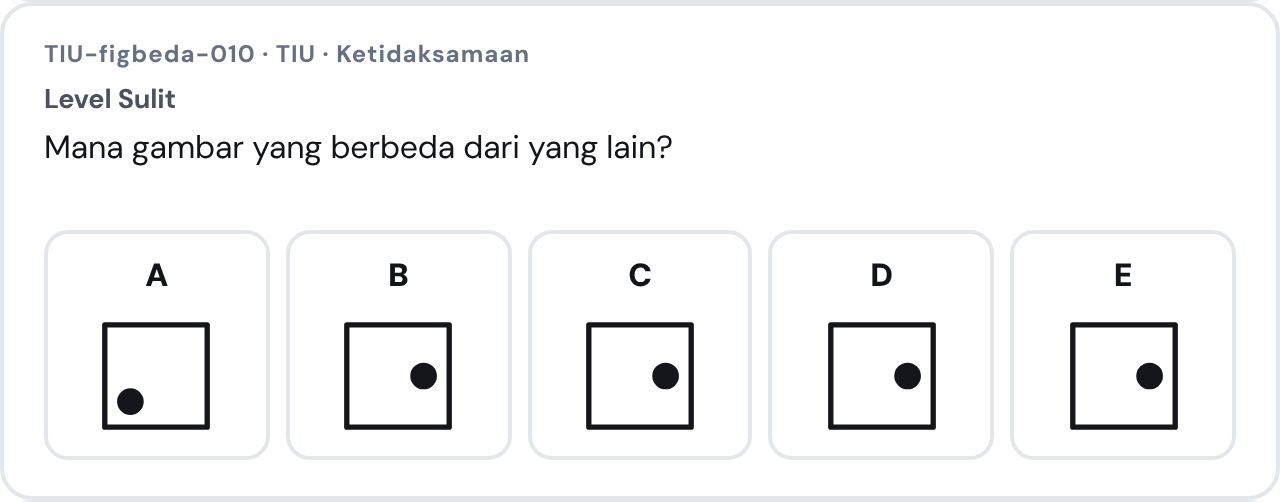 TIU-figbeda-010 · TIU · Ketidaksamaan
Level Sulit
Mana gambar yang berbeda dari yang lain?
A B C D E